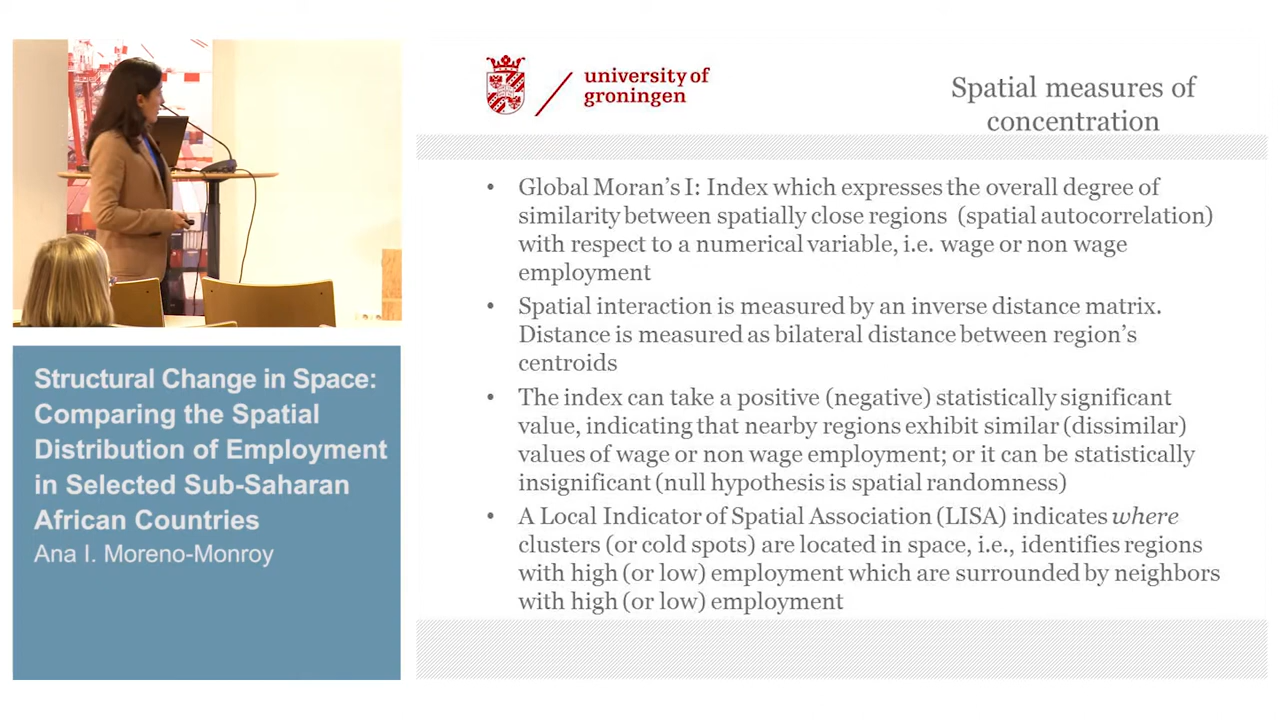 university of
groningen
Spatial measures of
concentration
• Global Moran's I: Index which expresses the overall degree of
similarity between spatially close regions (spatial autocorrelation)
with respect to a numerical variable, i.e. wage or non wage
employment
• Spatial interaction is measured by an inverse distance matrix.
Distance is measured as bilateral distance between region's
centroids
• The index can take a positive (negative) statistically significant
value, indicating that nearby regions exhibit similar (dissimilar)
values of wage or non wage employment; or it can be statistically
insignificant (null hypothesis is spatial randomness)
• A Local Indicator of Spatial Association (LISA) indicates where
clusters (or cold spots) are located in space, i.e., identifies regions
with high (or low) employment which are surrounded by neighbors
with high (or low) employment
Structural Change in Space:
Comparing the Spatial
Distribution of Employment
in Selected Sub-Saharan
African Countries
Ana I. Moreno-Monroy